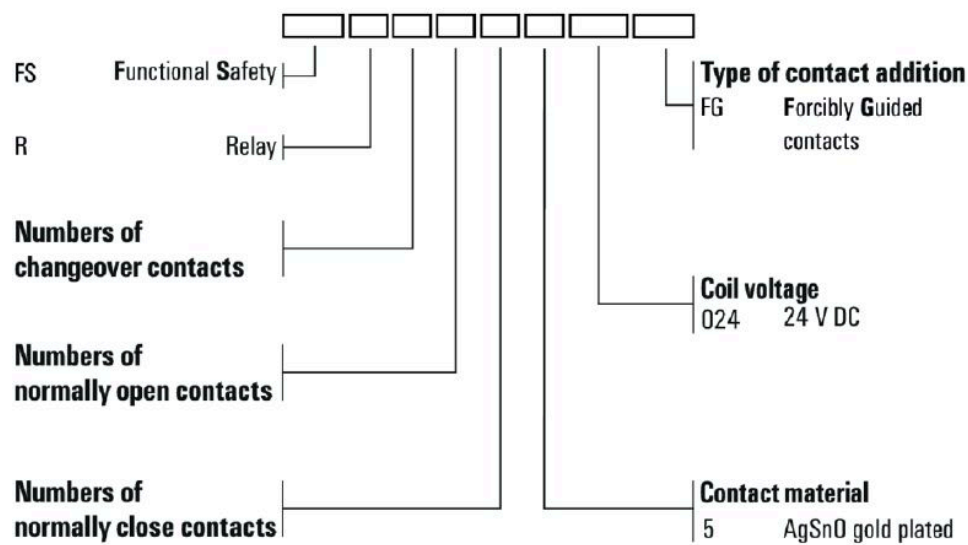 FS Functional Safety
R Relay
Numbers of
changeover contacts
Numbers of
normally open contacts
Numbers of
normally close contacts
Type of contact addition
FG Forcibly Guided
contacts
Coil voltage
024 24 V DC
Contact material
5 AgSnO gold plated